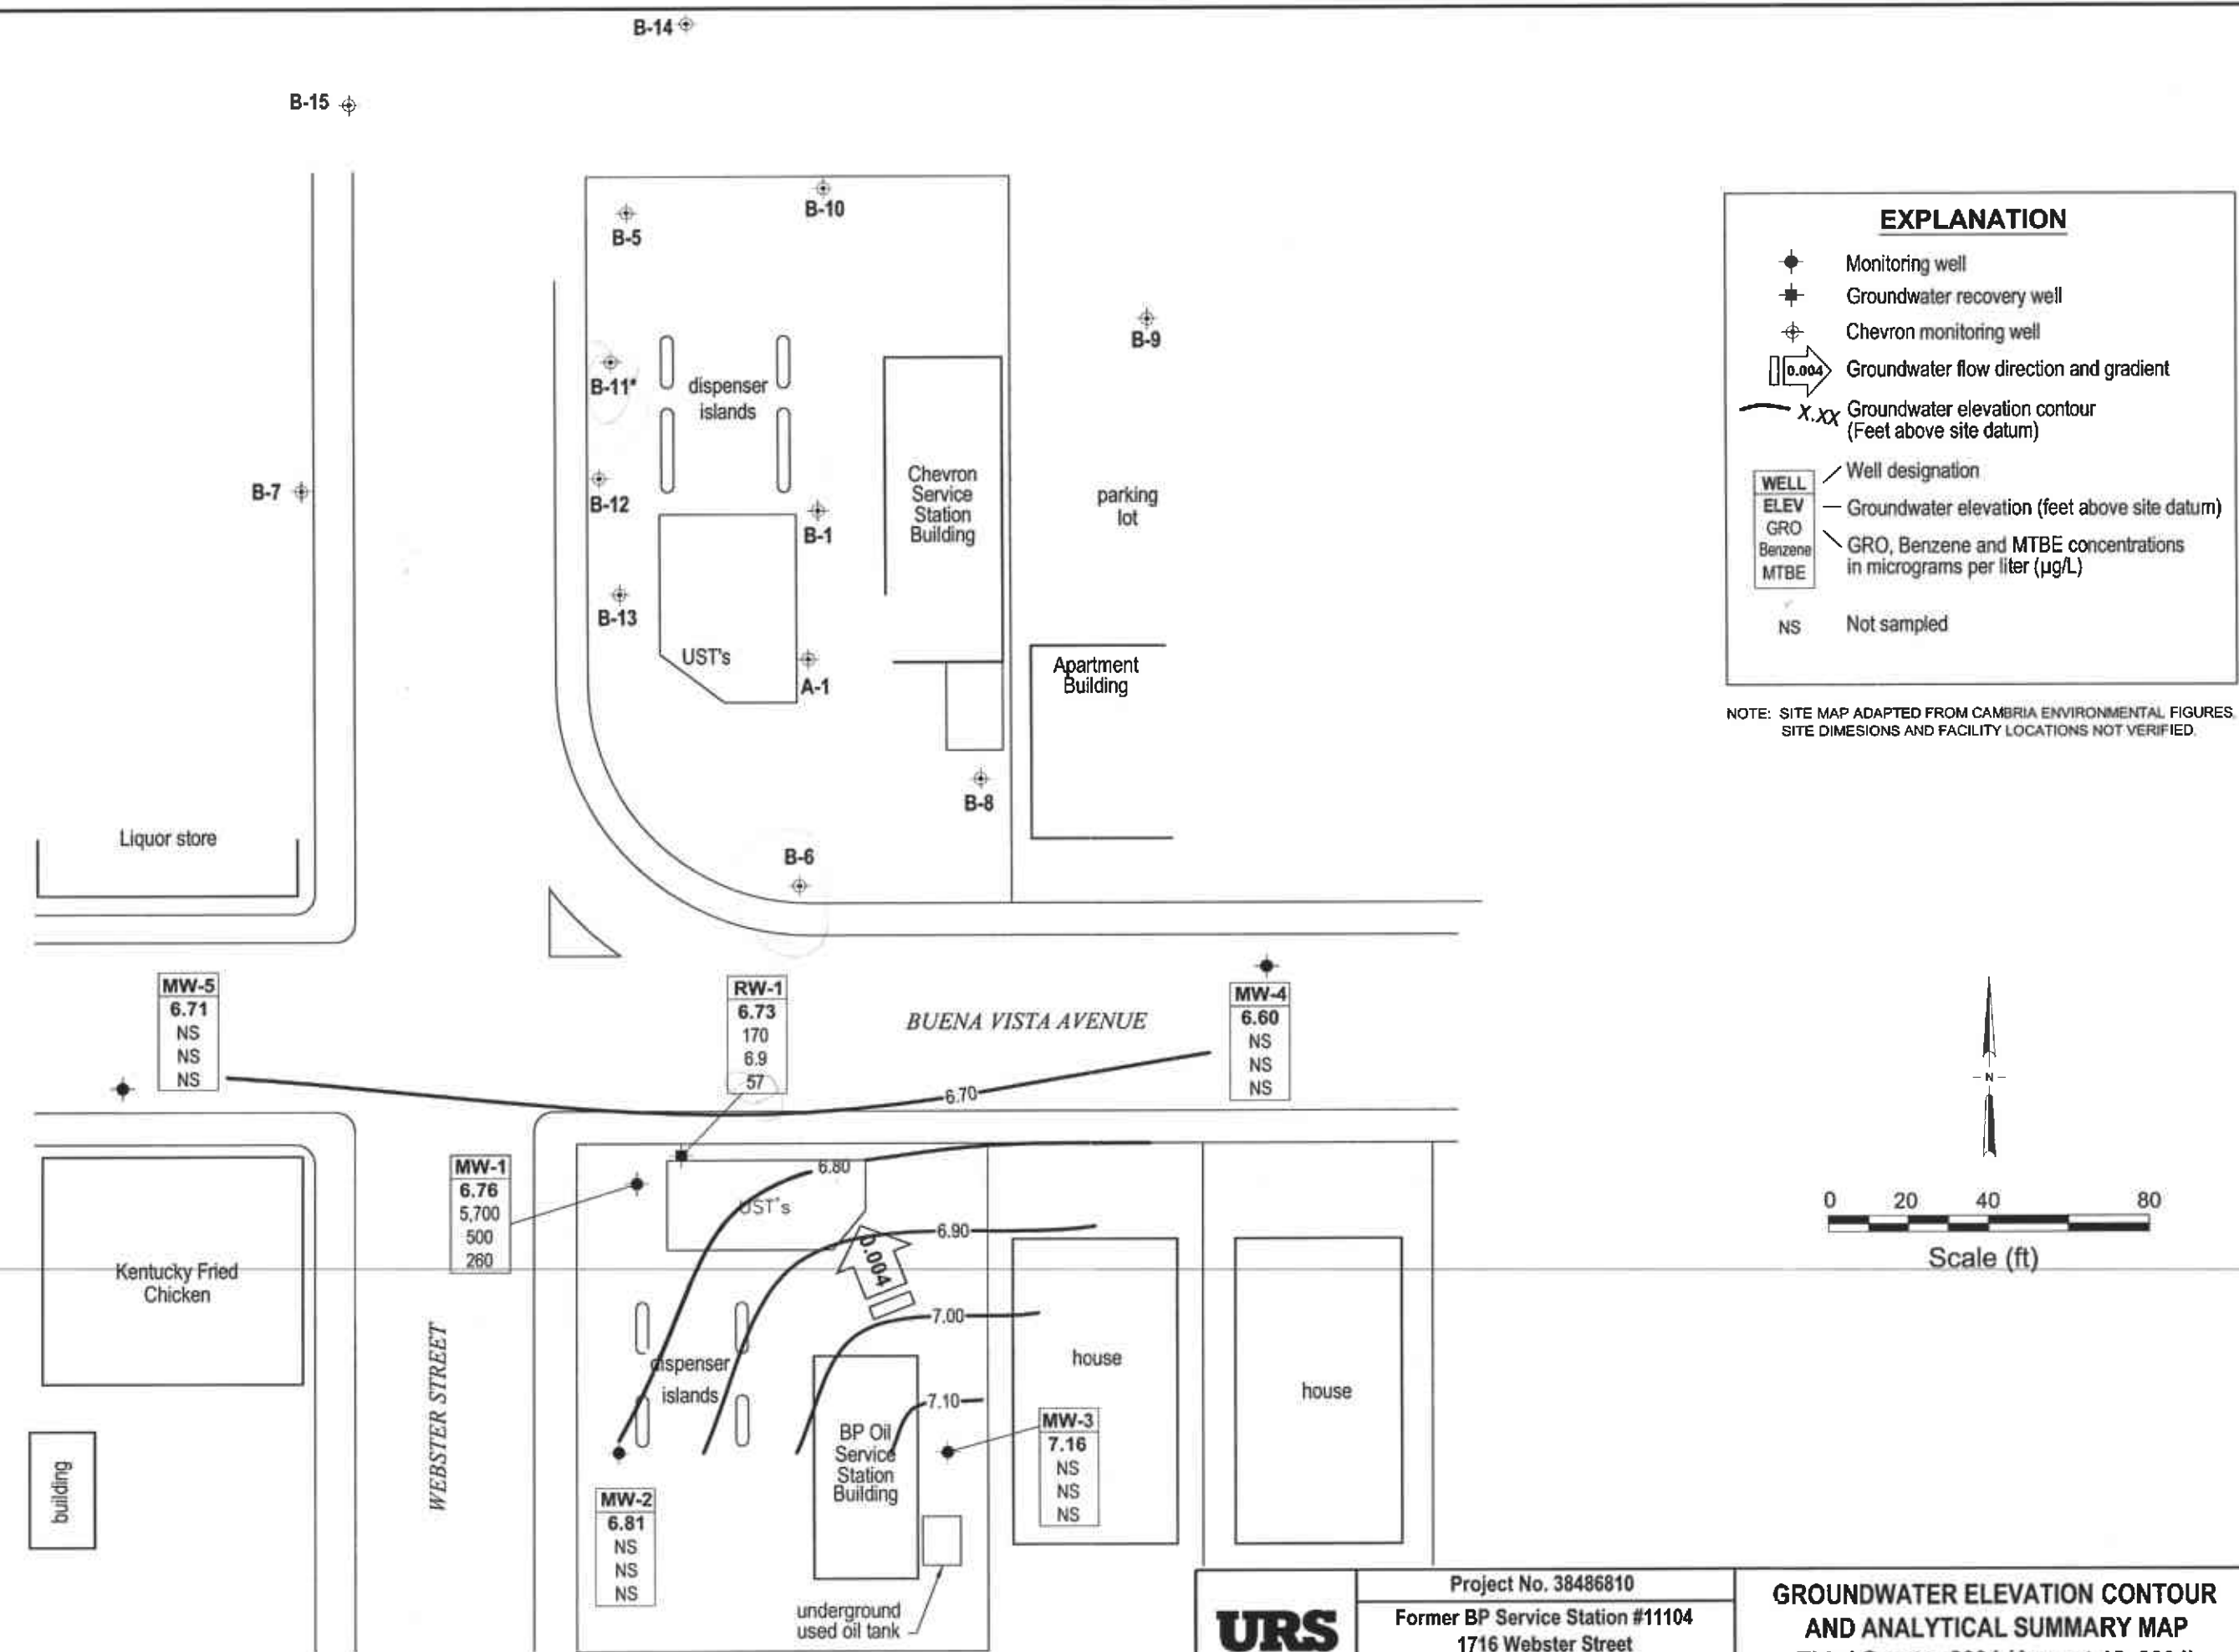 B-14
B-15
B-5
B-10
B-9
B-11*
dispenser
islands
B-7
B-12
B-1
Chevron
Service
Station
Building
parking
lot
B-13
UST's
A-1
Apartment
Building
B-8
Liquor store
B-6
EXPLANATION
Monitoring well
Groundwater recovery well
Chevron monitoring well
0.004
Groundwater flow direction and gradient
X.XX Groundwater elevation contour
(Feet above site datum)
WELL
ELEV
GRO
Benzene
MTBE
Well designation
Groundwater elevation (feet above site datum)
GRO, Benzene and MTBE concentrations
in micrograms per liter (µg/L)
NS Not sampled
NOTE: SITE MAP ADAPTED FROM CAMBRIA ENVIRONMENTAL FIGURES.
SITE DIMESIONS AND FACILITY LOCATIONS NOT VERIFIED.
MW-5
6.71
NS
NS
NS
RW-1
6.73
170
6.9
57
BUENA VISTA AVENUE
MW-4
6.60
NS
NS
NS
6.70
MW-1
6.76
5,700
500
260
6.80
UST's
6.90
0.004
7.00
7.10
Kentucky Fried
Chicken
WEBSTER STREET
building
dispenser
islands
BP Oil
Service
Station
Building
house
house
MW-3
7.16
NS
NS
NS
MW-2
6.81
NS
NS
NS
underground
used oil tank
N
0 20 40 80
Scale (ft)
URS
Project No. 38486810
Former BP Service Station #11104
1716 Webster Street
GROUNDWATER ELEVATION CONTOUR
AND ANALYTICAL SUMMARY MAP